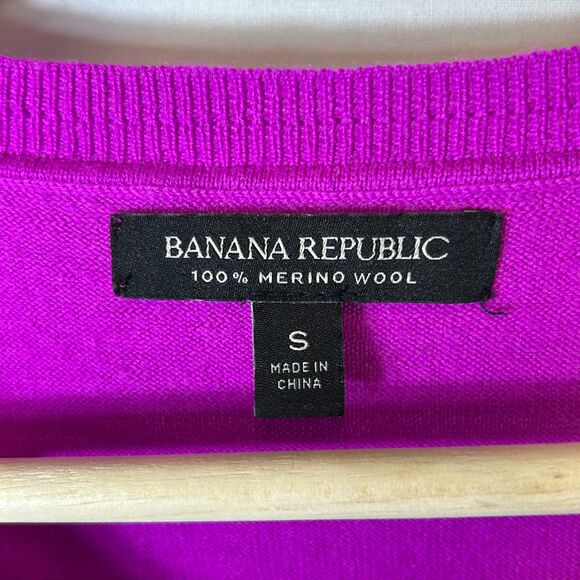 BANANA REPUBLIC
100% MERINO WOOL
S
MADE IN
CHINA